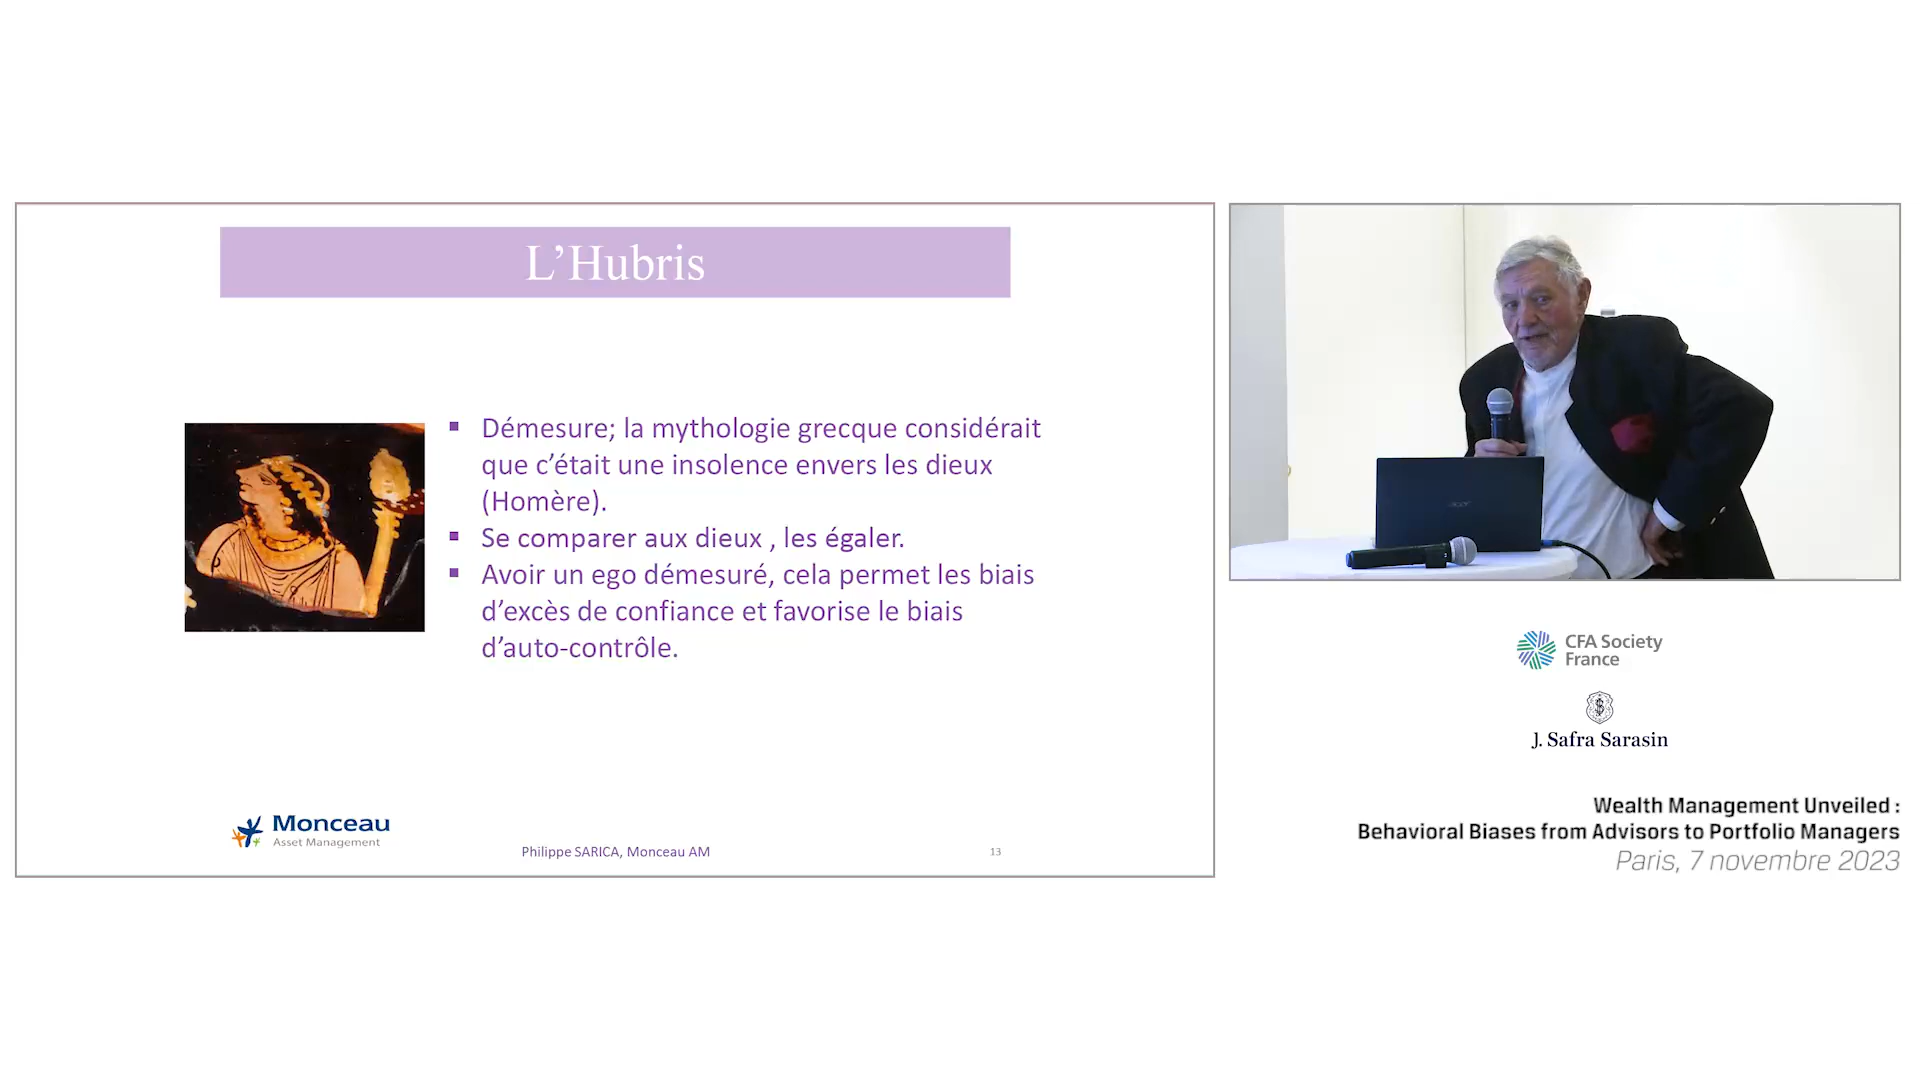 L’Hubris
▪ Démesure; la mythologie grecque considérait
que c’était une insolence envers les dieux
(Homère).
▪ Se comparer aux dieux , les égaler.
▪ Avoir un ego démesuré, cela permet les biais
d’excès de confiance et favorise le biais
d’auto-contrôle.
Monceau
Asset Management
Philippe SARICA, Monceau AM
13
acer
CFA Society
France
J. Safra Sarasin
Wealth Management Unveiled :
Behavioral Biases from Advisors to Portfolio Managers
Paris, 7 novembre 2023